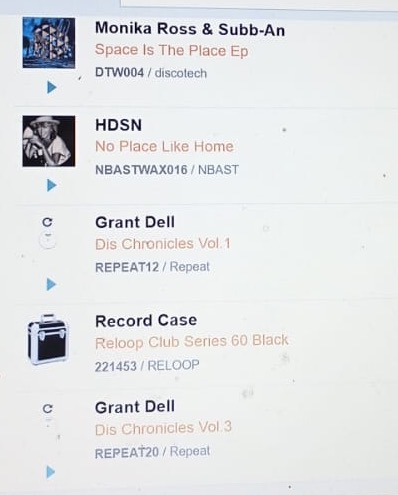 Monika Ross & Subb-An
Space Is The Place Ep
DTW004 / discotech
HDSN
No Place Like Home
NBASTWAX016 / NBAST
Grant Dell
Dis Chronicles Vol.1
REPEAT12 / Repeat
Record Case
Reloop Club Series 60 Black
221453 / RELOOP
Grant Dell
Dis Chronicles Vol.3
REPEAT20 / Repeat